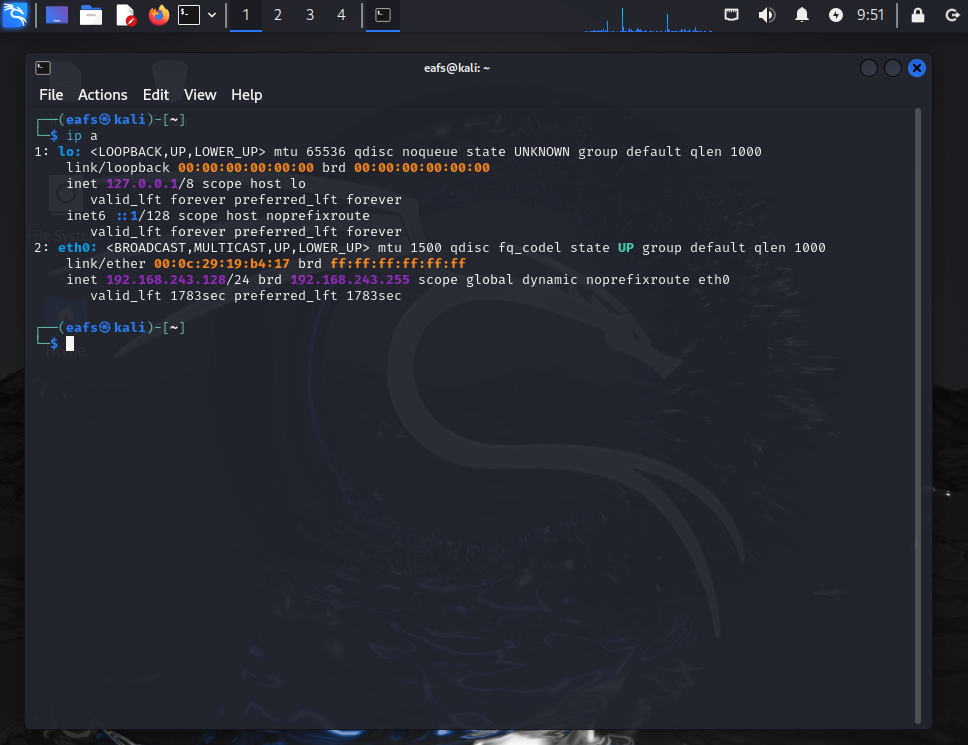 1 2 3 4 9:51
eafs@kali: ~
File Actions Edit View Help
┌──(eafs㉿kali)-[~]
└─$ ip a
1: lo: <LOOPBACK,UP,LOWER_UP> mtu 65536 qdisc noqueue state UNKNOWN group default qlen 1000
    link/loopback 00:00:00:00:00:00 brd 00:00:00:00:00:00
    inet 127.0.0.1/8 scope host lo
       valid_lft forever preferred_lft forever
    inet6 ::1/128 scope host noprefixroute
       valid_lft forever preferred_lft forever
2: eth0: <BROADCAST,MULTICAST,UP,LOWER_UP> mtu 1500 qdisc fq_codel state UP group default qlen 1000
    link/ether 00:0c:29:19:b4:17 brd ff:ff:ff:ff:ff:ff
    inet 192.168.243.128/24 brd 192.168.243.255 scope global dynamic noprefixroute eth0
       valid_lft 1783sec preferred_lft 1783sec
┌──(eafs㉿kali)-[~]
└─$